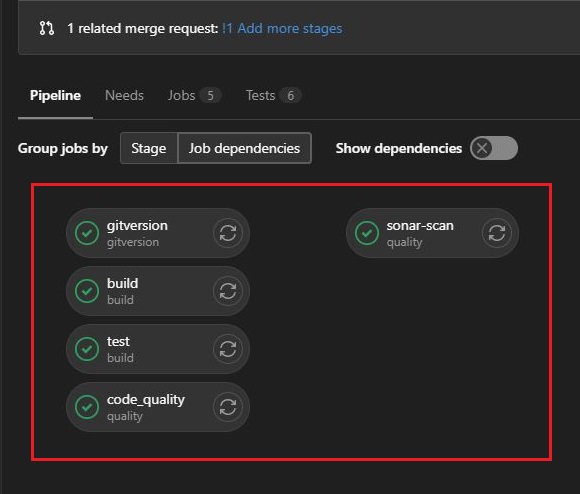 1 related merge request: !1 Add more stages
Pipeline Needs Jobs 5 Tests 6
Group jobs by Stage Job dependencies Show dependencies
gitversion
gitversion
sonar-scan
quality
build
build
test
build
code_quality
quality